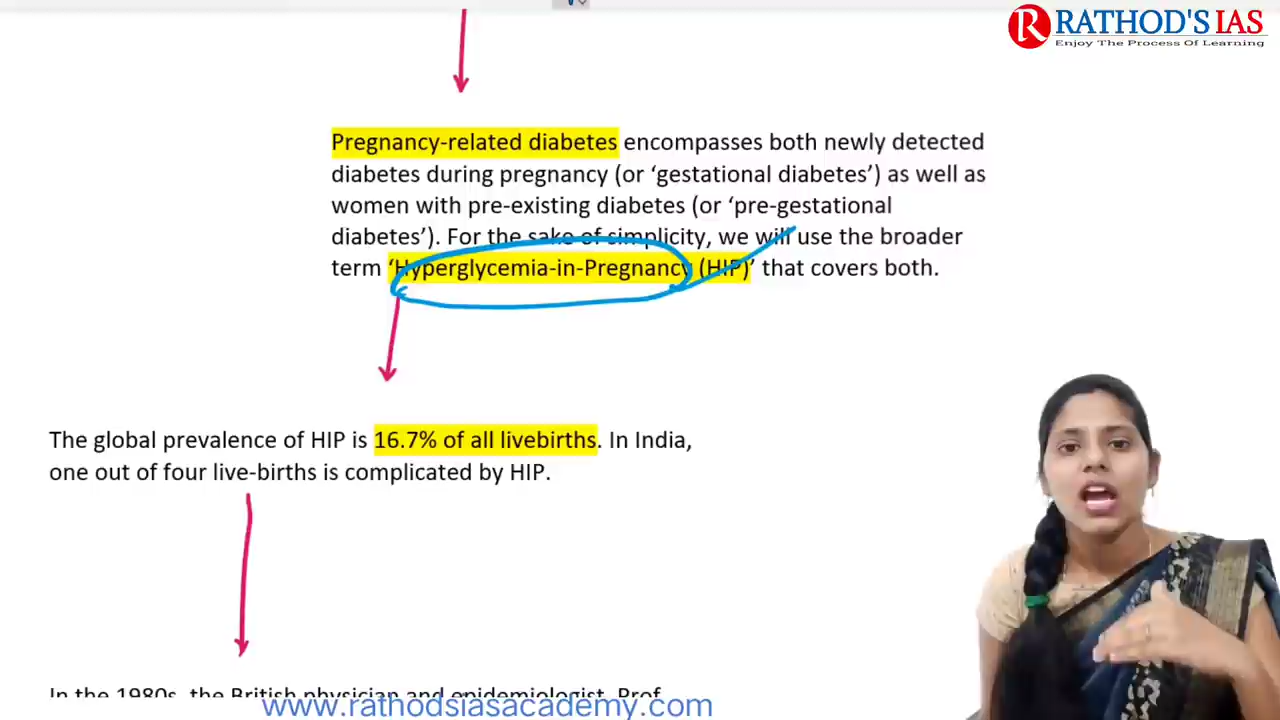 RATHOD'S IAS
Enjoy The Process Of Learning
Pregnancy-related diabetes encompasses both newly detected
diabetes during pregnancy (or ‘gestational diabetes’) as well as
women with pre-existing diabetes (or ‘pre-gestational
diabetes’). For the sake of simplicity, we will use the broader
term ‘Hyperglycemia-in-Pregnancy (HIP)’ that covers both.
The global prevalence of HIP is 16.7% of all livebirths. In India,
one out of four live-births is complicated by HIP.
In the 1980s, the British physician and epidemiologist, Prof.
www.rathodsiasacademy.com